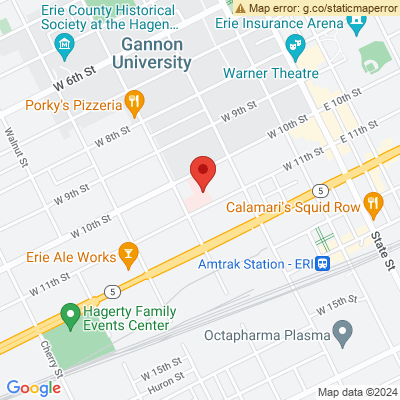 Map error: g.co/staticmaperror
Erie County Historical
Society at the Hagen…
Gannon
University
Erie Insurance Arena
Warner Theatre
W 6th St
Porky's Pizzeria
W 8th St
W 9th St
E 10th St
W 10th St
E 11th St
W 11th St
Walnut St
W 9th St
5
Calamari's Squid Row
W 10th St
Erie Ale Works
State St
Amtrak Station - ERI
W 11th St
5
Hagerty Family
Events Center
W 15th St
Octapharma Plasma
Cherry St
W 15th St
Huron St
Google
Map data ©2024